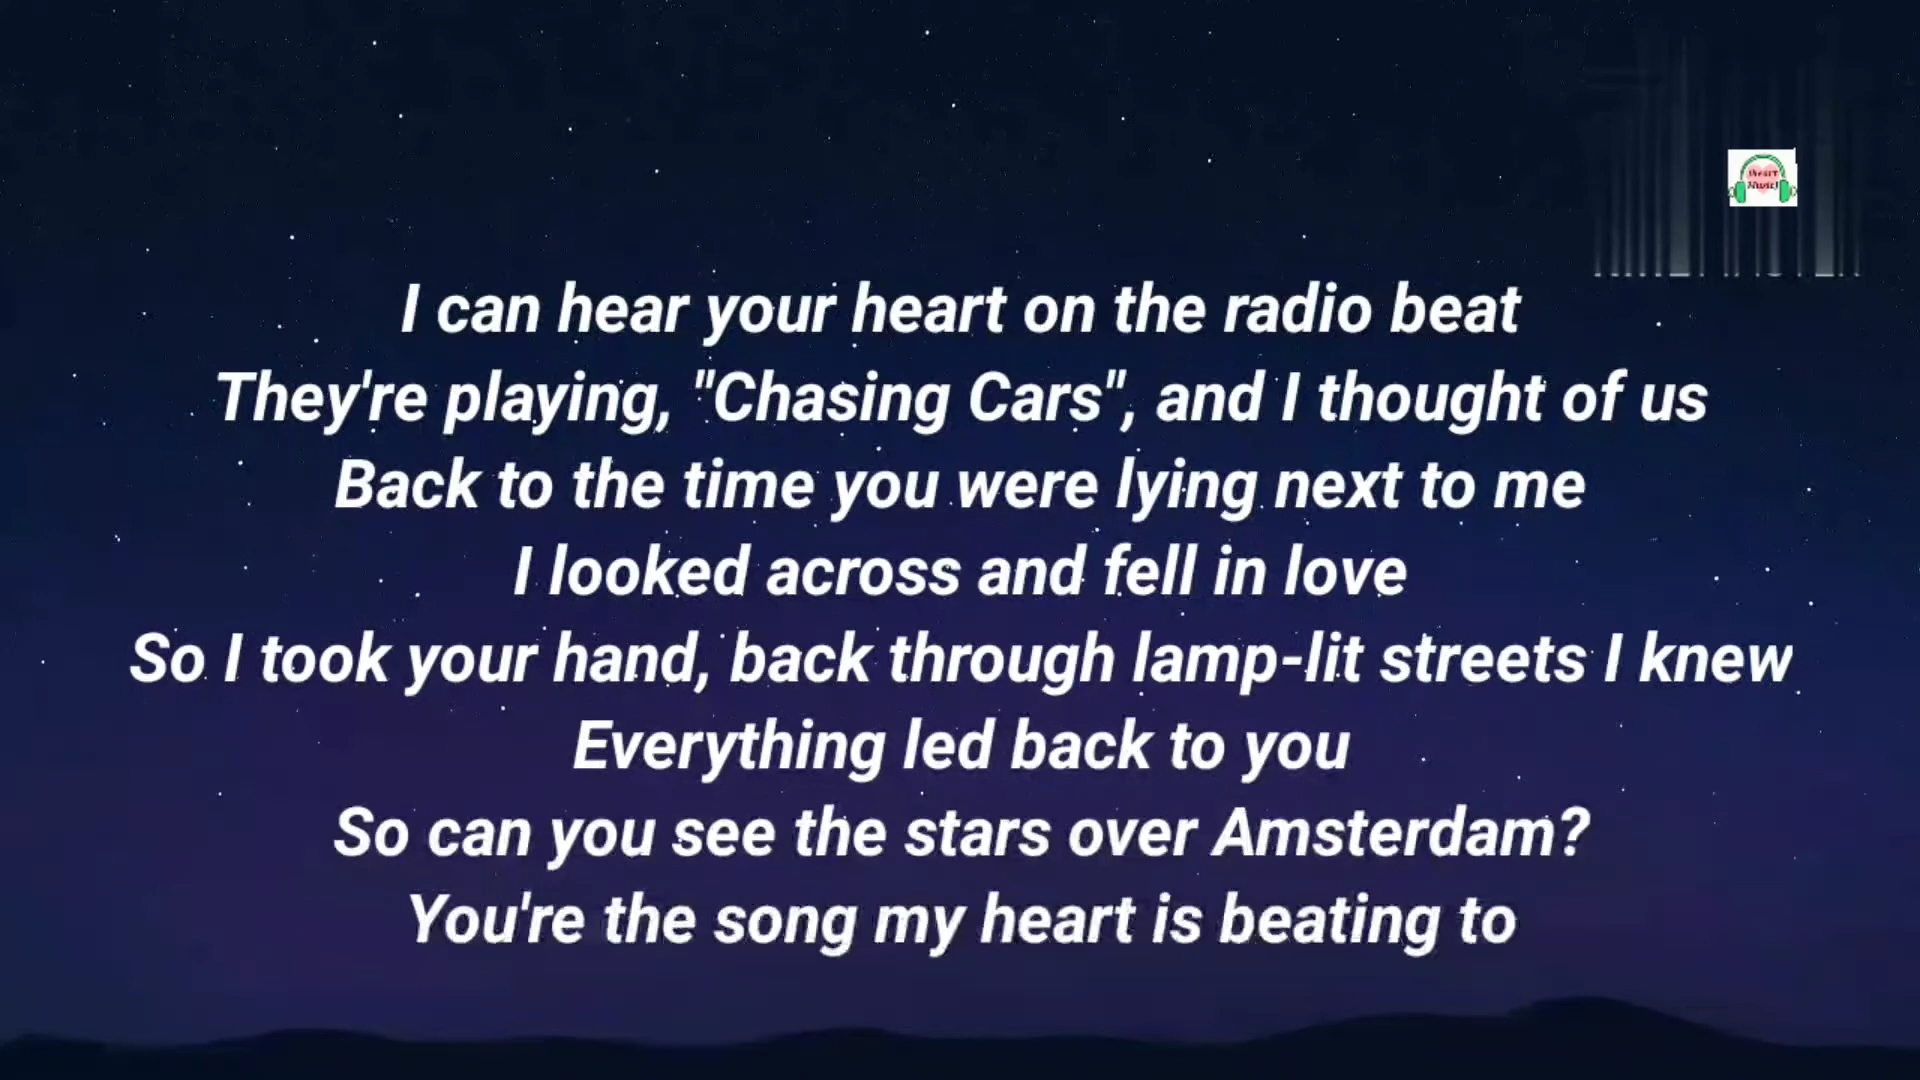 iheart
Music!
I can hear your heart on the radio beat
They're playing, "Chasing Cars", and I thought of us
Back to the time you were lying next to me
I looked across and fell in love
So I took your hand, back through lamp-lit streets I knew
Everything led back to you
So can you see the stars over Amsterdam?
You're the song my heart is beating to